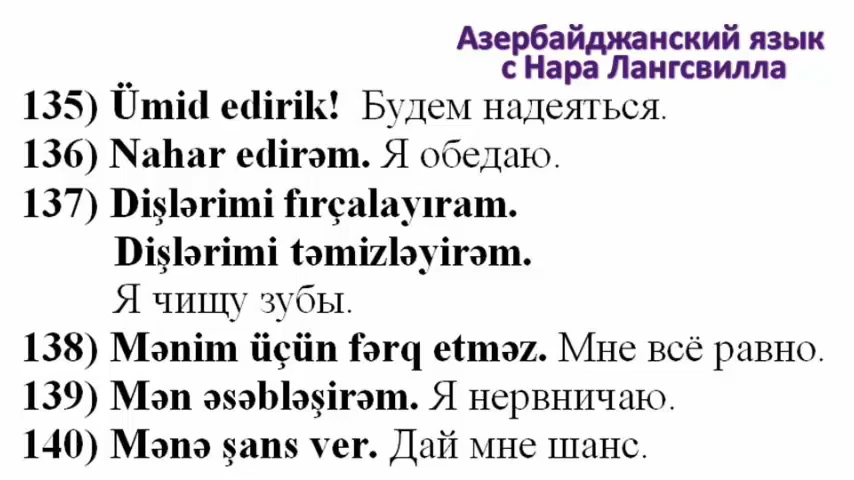 Азербайджанский язык
с Нара Лангсвилла
135) Ümid edirik! Будем надеяться.
136) Nahar edirəm. Я обедаю.
137) Dişlərimi fırçalayıram.
Dişlərimi təmizləyirəm.
Я чищу зубы.
138) Mənim üçün fərq etməz. Мне всё равно.
139) Mən əsəbləşirəm. Я нервничаю.
140) Mənə şans ver. Дай мне шанс.